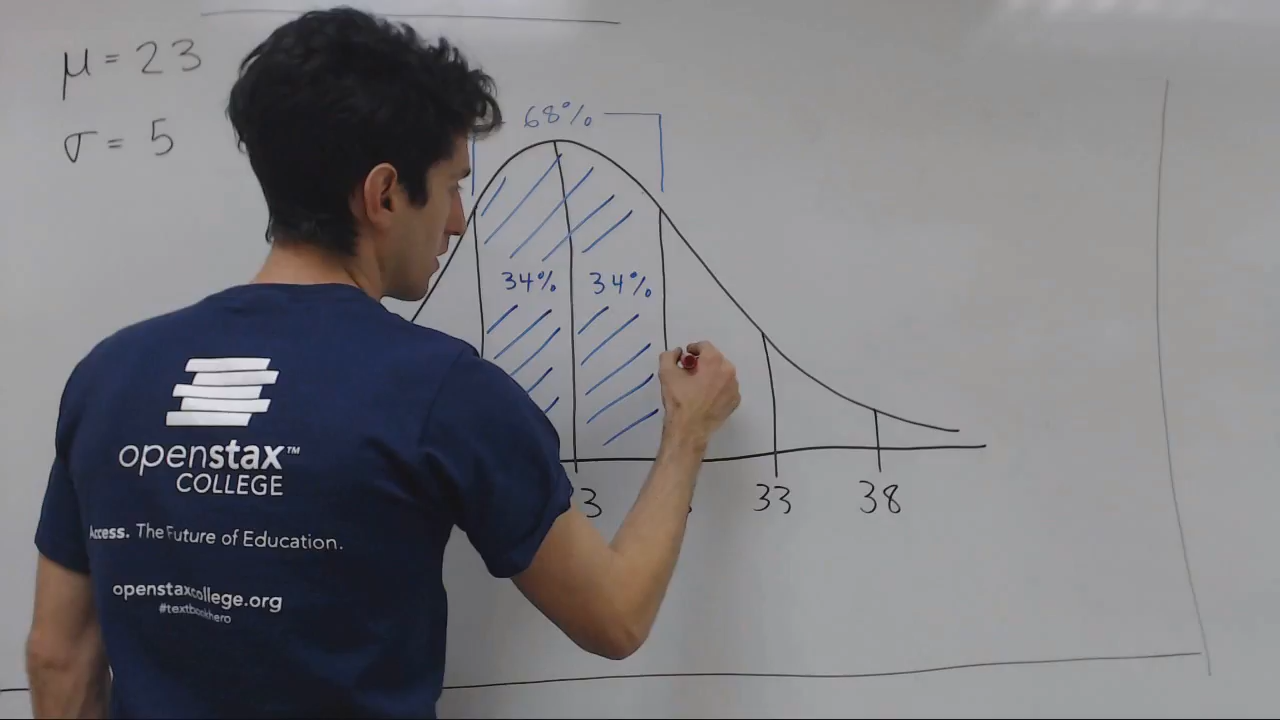 μ = 23
σ = 5
68%
34% 34%
3 33 38
openstax™
COLLEGE
Access. The Future of Education.
openstaxcollege.org
#textbookhero